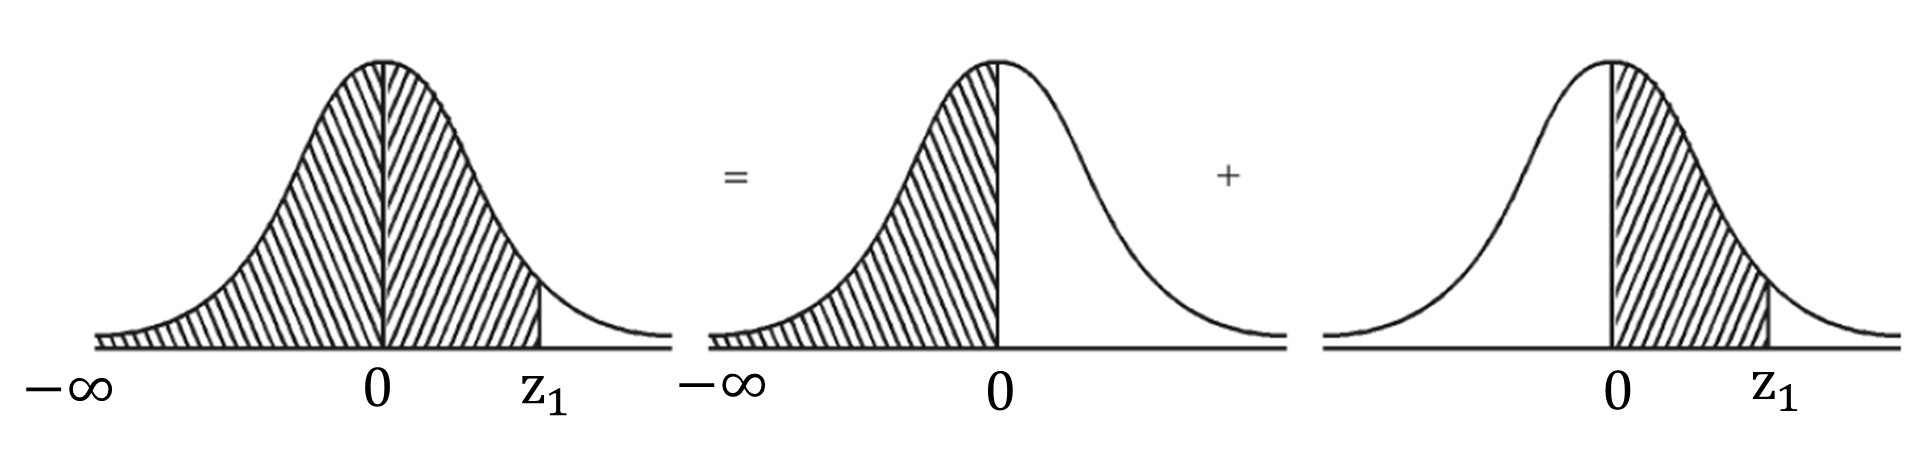 = +
−∞ 0 z₁ −∞ 0 0 z₁